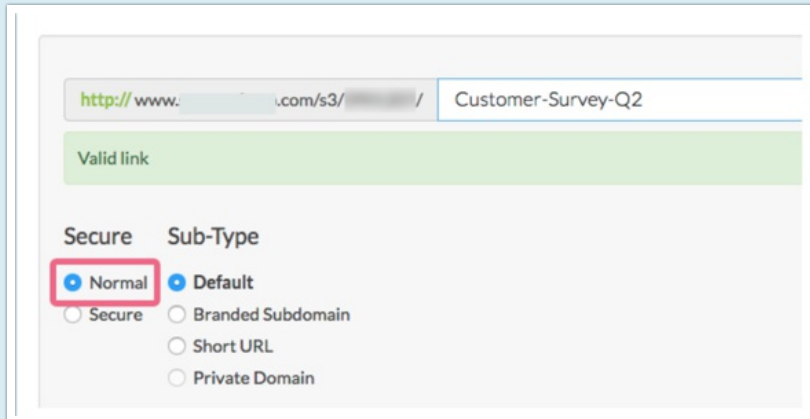 http:// www. .com/s3/ / Customer-Survey-Q2
Valid link
Secure Sub-Type
Normal Default
Secure Branded Subdomain
Short URL
Private Domain